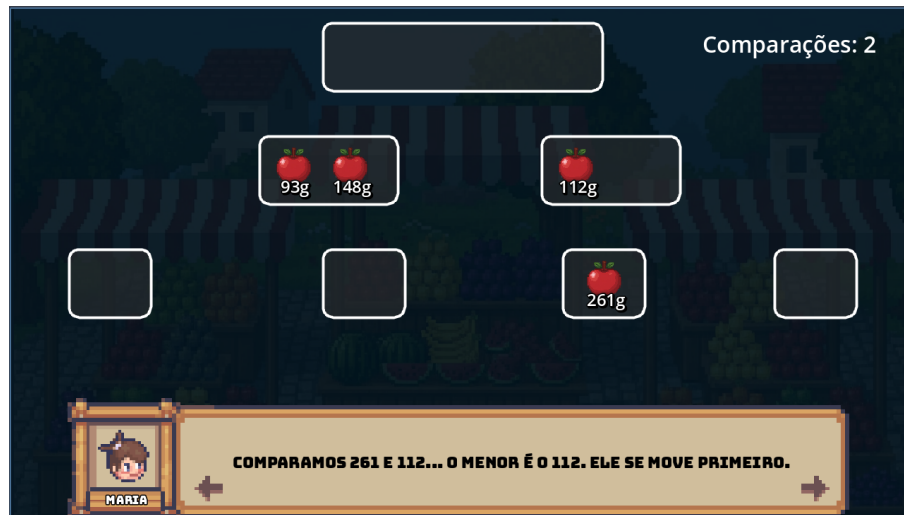 Comparações: 2
93g 148g 112g
261g
COMPARAMOS 261 E 112... O MENOR É O 112. ELE SE MOVE PRIMEIRO.
MARIA